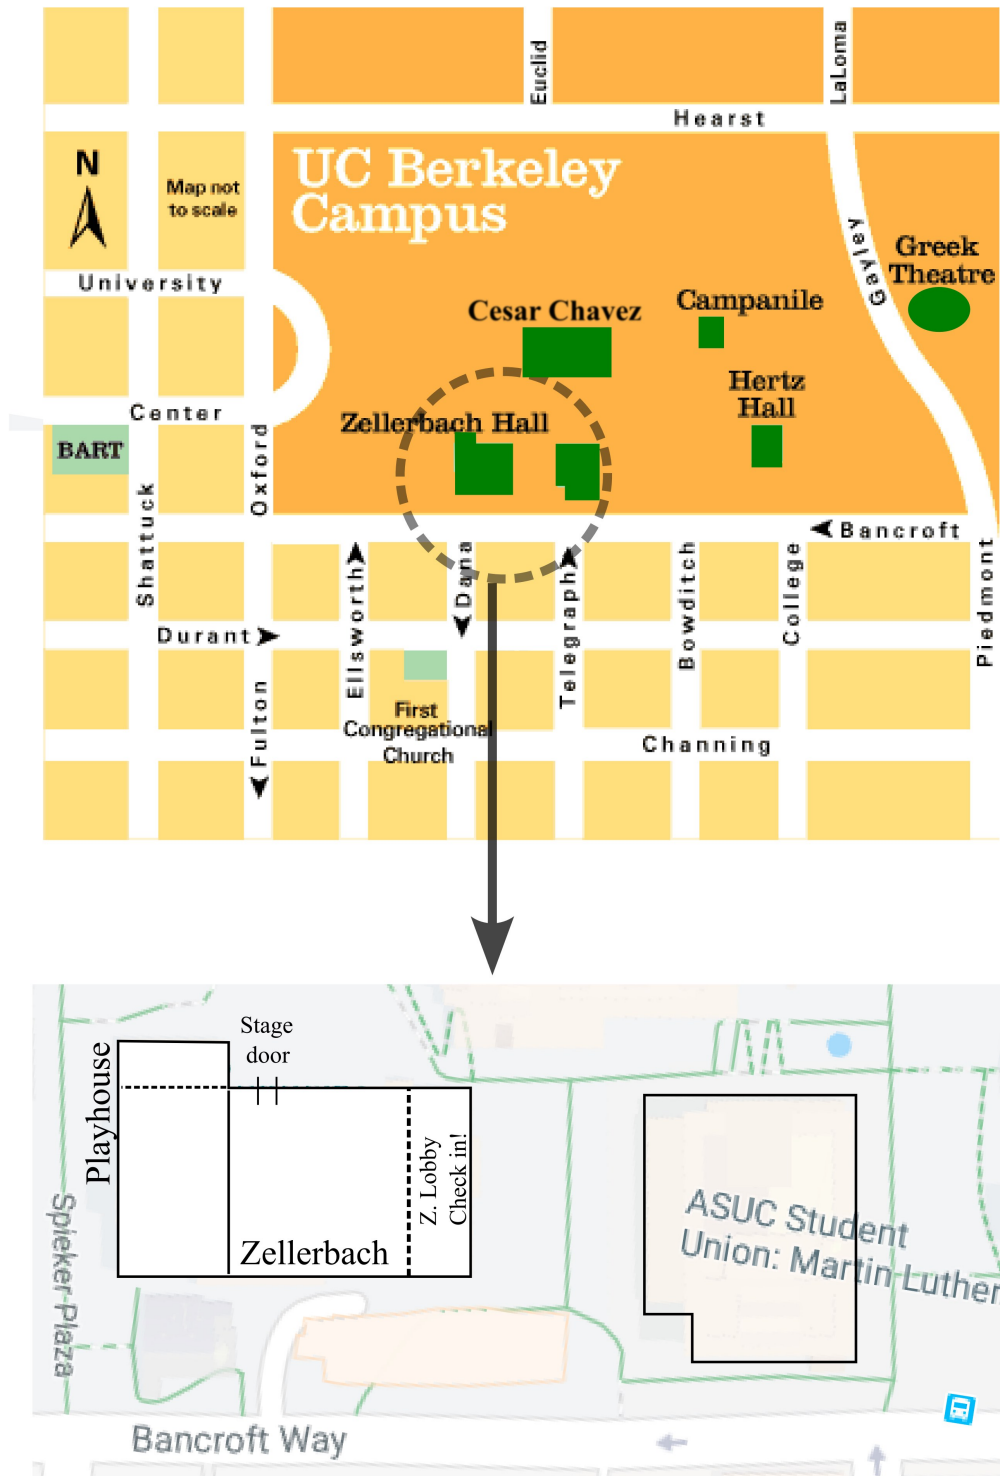 Euclid
LaLoma
Hearst
N
Map not
to scale
UC Berkeley
Campus
Gayley
Greek
Theatre
University
Cesar Chavez
Campanile
Hertz
Hall
Center
Zellerbach Hall
BART
Oxford
Shattuck
Bancroft
Ellsworth
Dana
Telegraph
Bowditch
College
Piedmont
Durant
Fulton
First
Congregational
Church
Channing
Stage
door
Playhouse
Z. Lobby
Check in!
Zellerbach
Spieker Plaza
ASUC Student
Union: Martin Luther
Bancroft Way